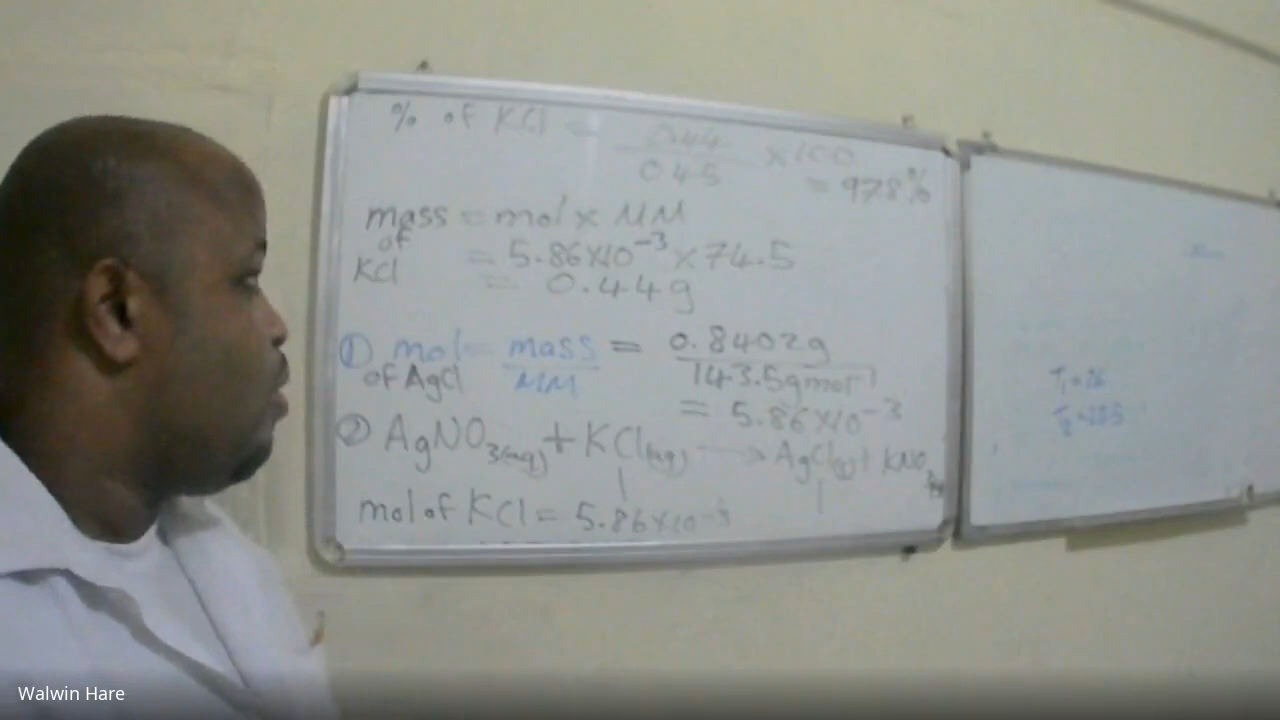 % of KCl = 0.44 / 0.45 × 100
= 97.8%
mass of KCl = mol × MM
= 5.86×10⁻³ × 74.5
= 0.44g
① mol of AgCl = mass / MM = 0.8402g / 143.5gmol⁻¹
= 5.86×10⁻³
② AgNO₃(aq) + KCl(aq) → AgCl(s) + KNO₃
1 1
mol of KCl = 5.86×10⁻³
Walwin Hare